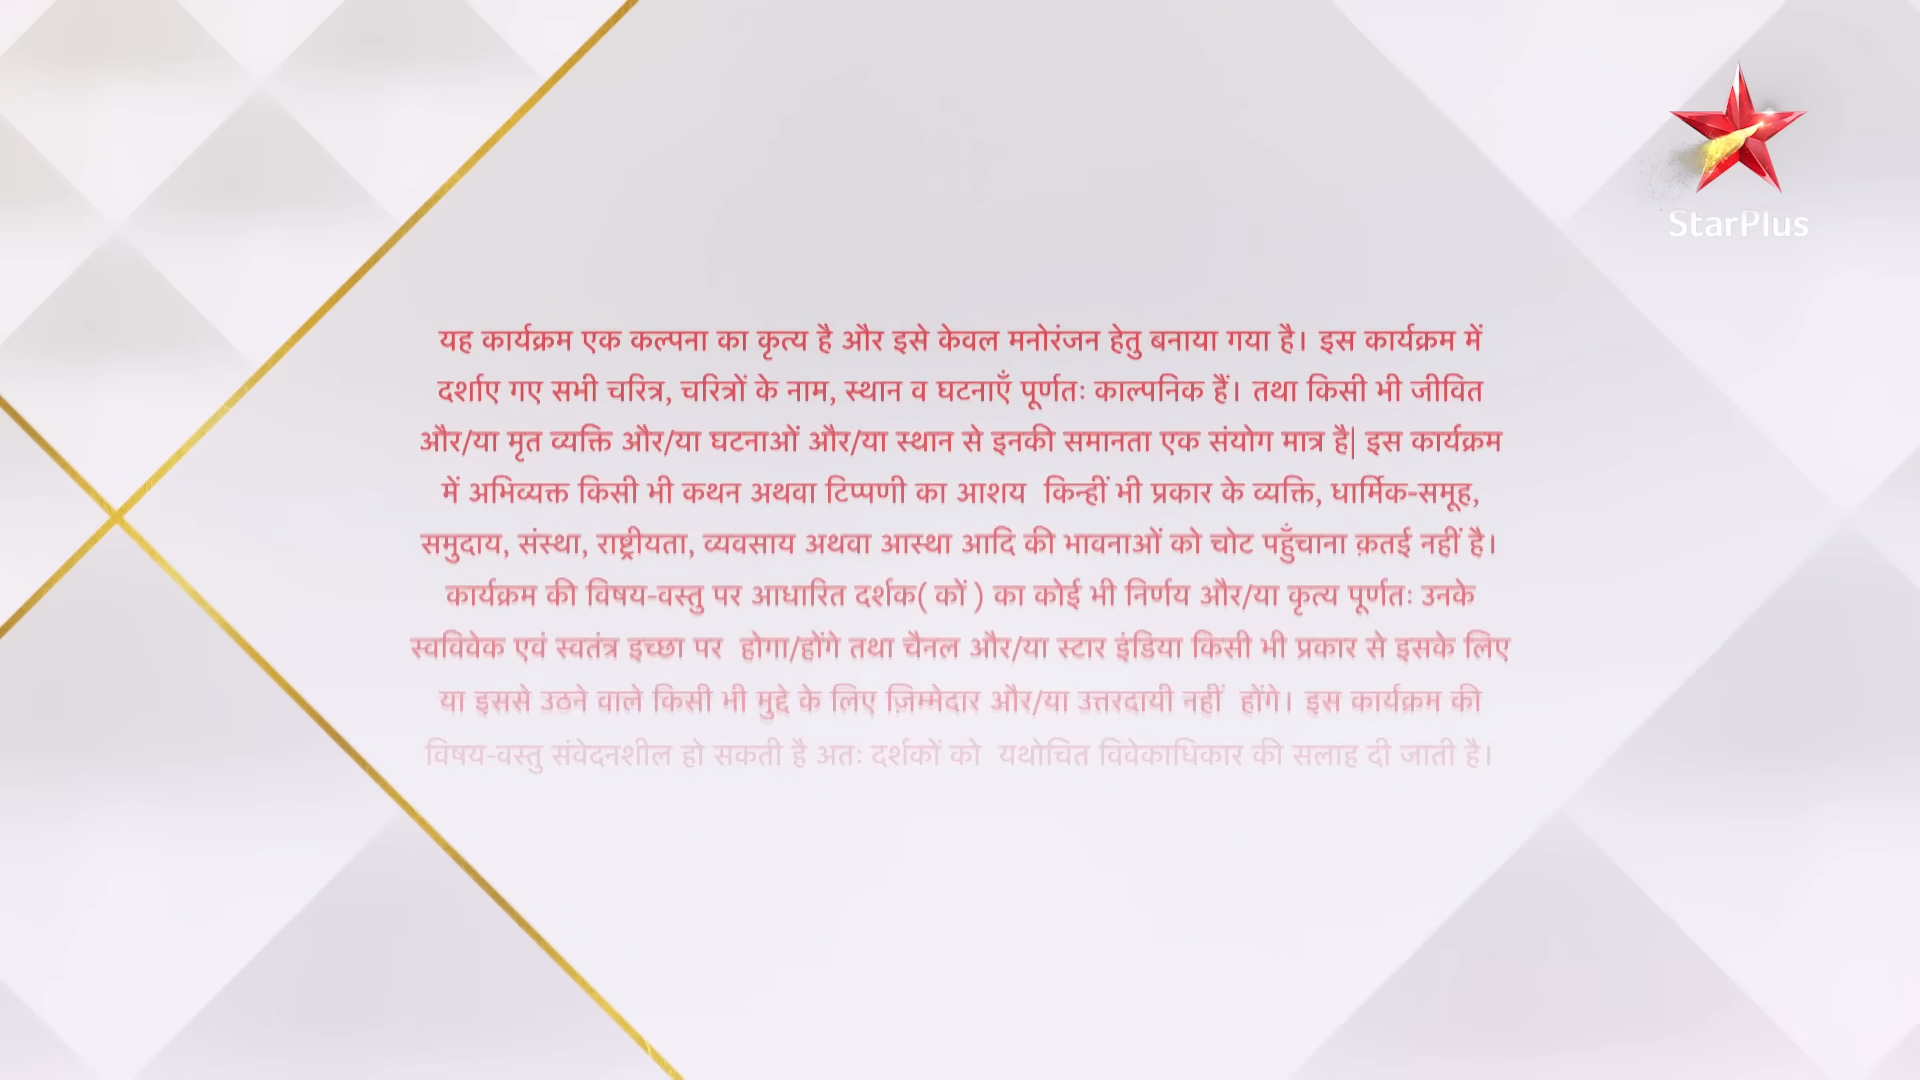 StarPlus
यह कार्यक्रम एक कल्पना का कृत्य है और इसे केवल मनोरंजन हेतु बनाया गया है। इस कार्यक्रम में
दर्शाए गए सभी चरित्र, चरित्रों के नाम, स्थान व घटनाएँ पूर्णतः काल्पनिक हैं। तथा किसी भी जीवित
और/या मृत व्यक्ति और/या घटनाओं और/या स्थान से इनकी समानता एक संयोग मात्र है| इस कार्यक्रम
में अभिव्यक्त किसी भी कथन अथवा टिप्पणी का आशय  किन्हीं भी प्रकार के व्यक्ति, धार्मिक-समूह,
समुदाय, संस्था, राष्ट्रीयता, व्यवसाय अथवा आस्था आदि की भावनाओं को चोट पहुँचाना क़तई नहीं है।
कार्यक्रम की विषय-वस्तु पर आधारित दर्शक( कों ) का कोई भी निर्णय और/या कृत्य पूर्णतः उनके
स्वविवेक एवं स्वतंत्र इच्छा पर  होगा/होंगे तथा चैनल और/या स्टार इंडिया किसी भी प्रकार से इसके लिए
या इससे उठने वाले किसी भी मुद्दे के लिए ज़िम्मेदार और/या उत्तरदायी नहीं  होंगे। इस कार्यक्रम की
विषय-वस्तु संवेदनशील हो सकती है अतः दर्शकों को  यथोचित विवेकाधिकार की सलाह दी जाती है।